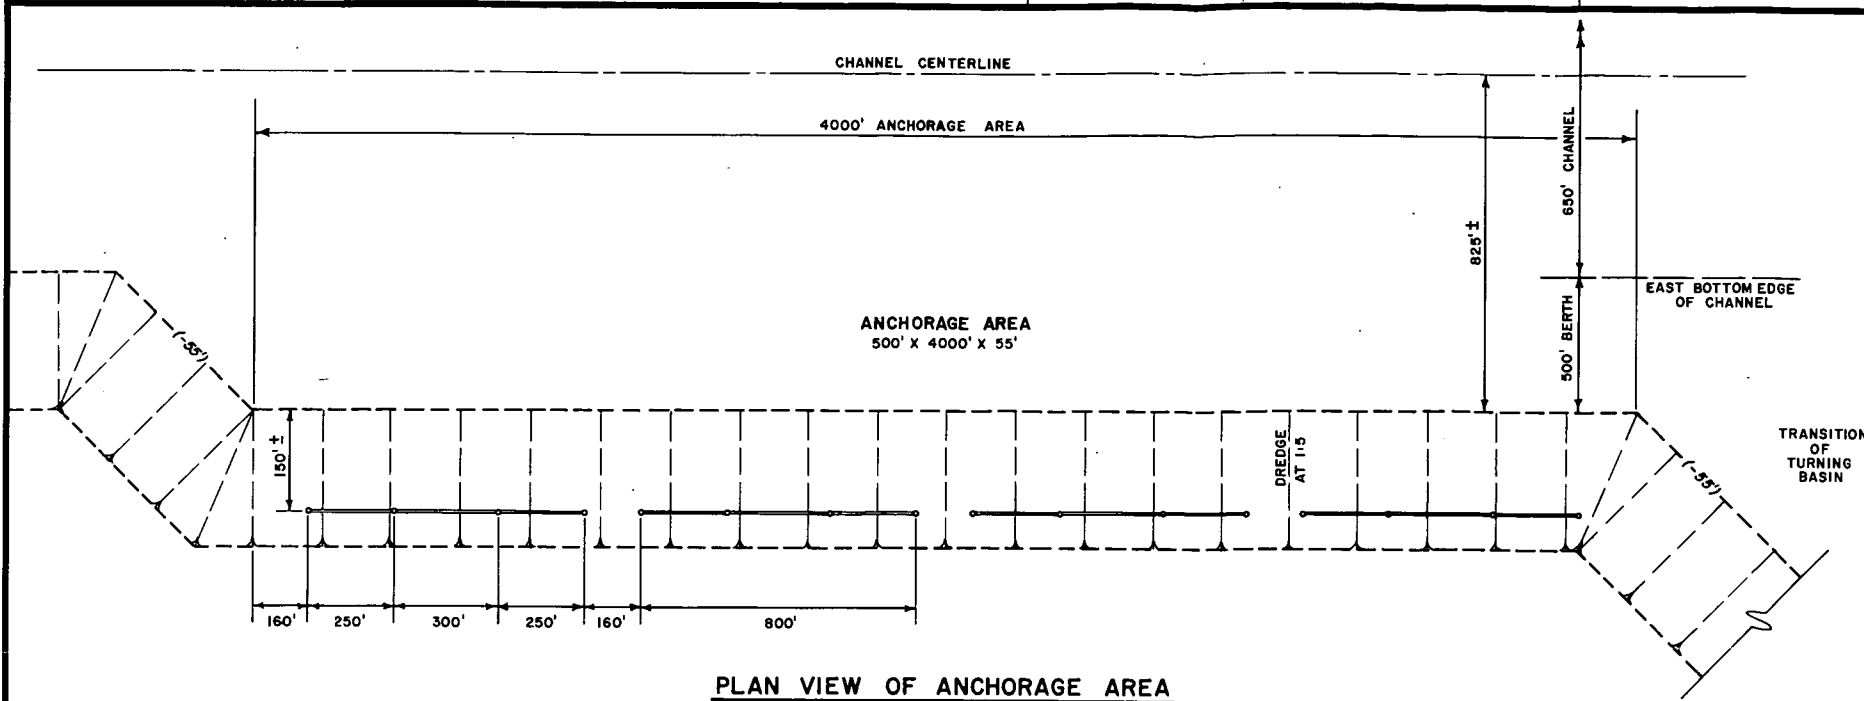 CHANNEL CENTERLINE
4000' ANCHORAGE AREA
650' CHANNEL
825'±
EAST BOTTOM EDGE
OF CHANNEL
500' BERTH
ANCHORAGE AREA
500' X 4000' X 55'
(-55')
150'±
DREDGE
AT 1:5
(-55')
TRANSITION
OF
TURNING
BASIN
160' 250' 300' 250' 160' 800'
PLAN VIEW OF ANCHORAGE AREA